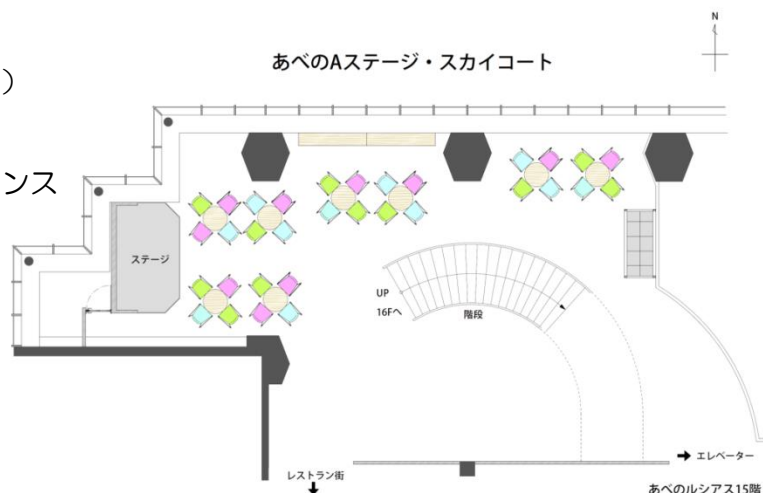 N
あべのAステージ・スカイコート
）
ンス
ステージ
UP
16Fへ
階段
エレベーター
レストラン街
あべのルシアス15階